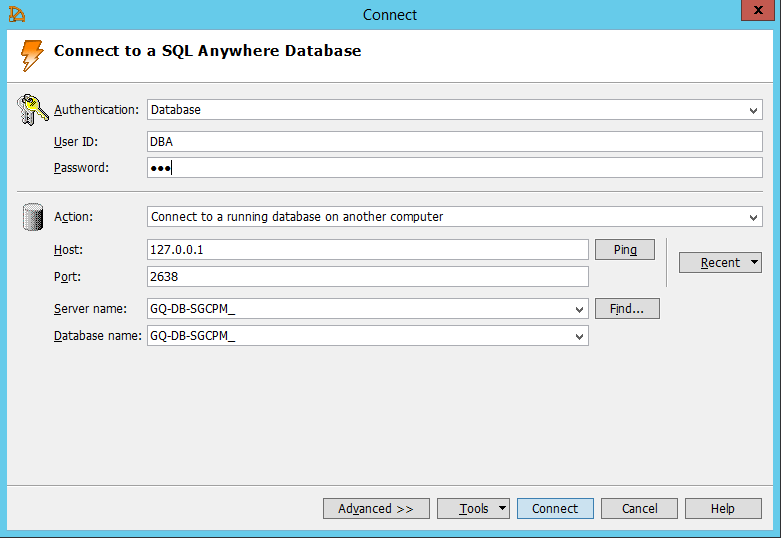 Connect
x
Connect to a SQL Anywhere Database
Authentication: Database
User ID: DBA
Password: ●●●
Action: Connect to a running database on another computer
Host: 127.0.0.1 Ping
Recent
Port: 2638
Server name: GQ-DB-SGCPM_ Find...
Database name: GQ-DB-SGCPM_
Advanced >> Tools Connect Cancel Help